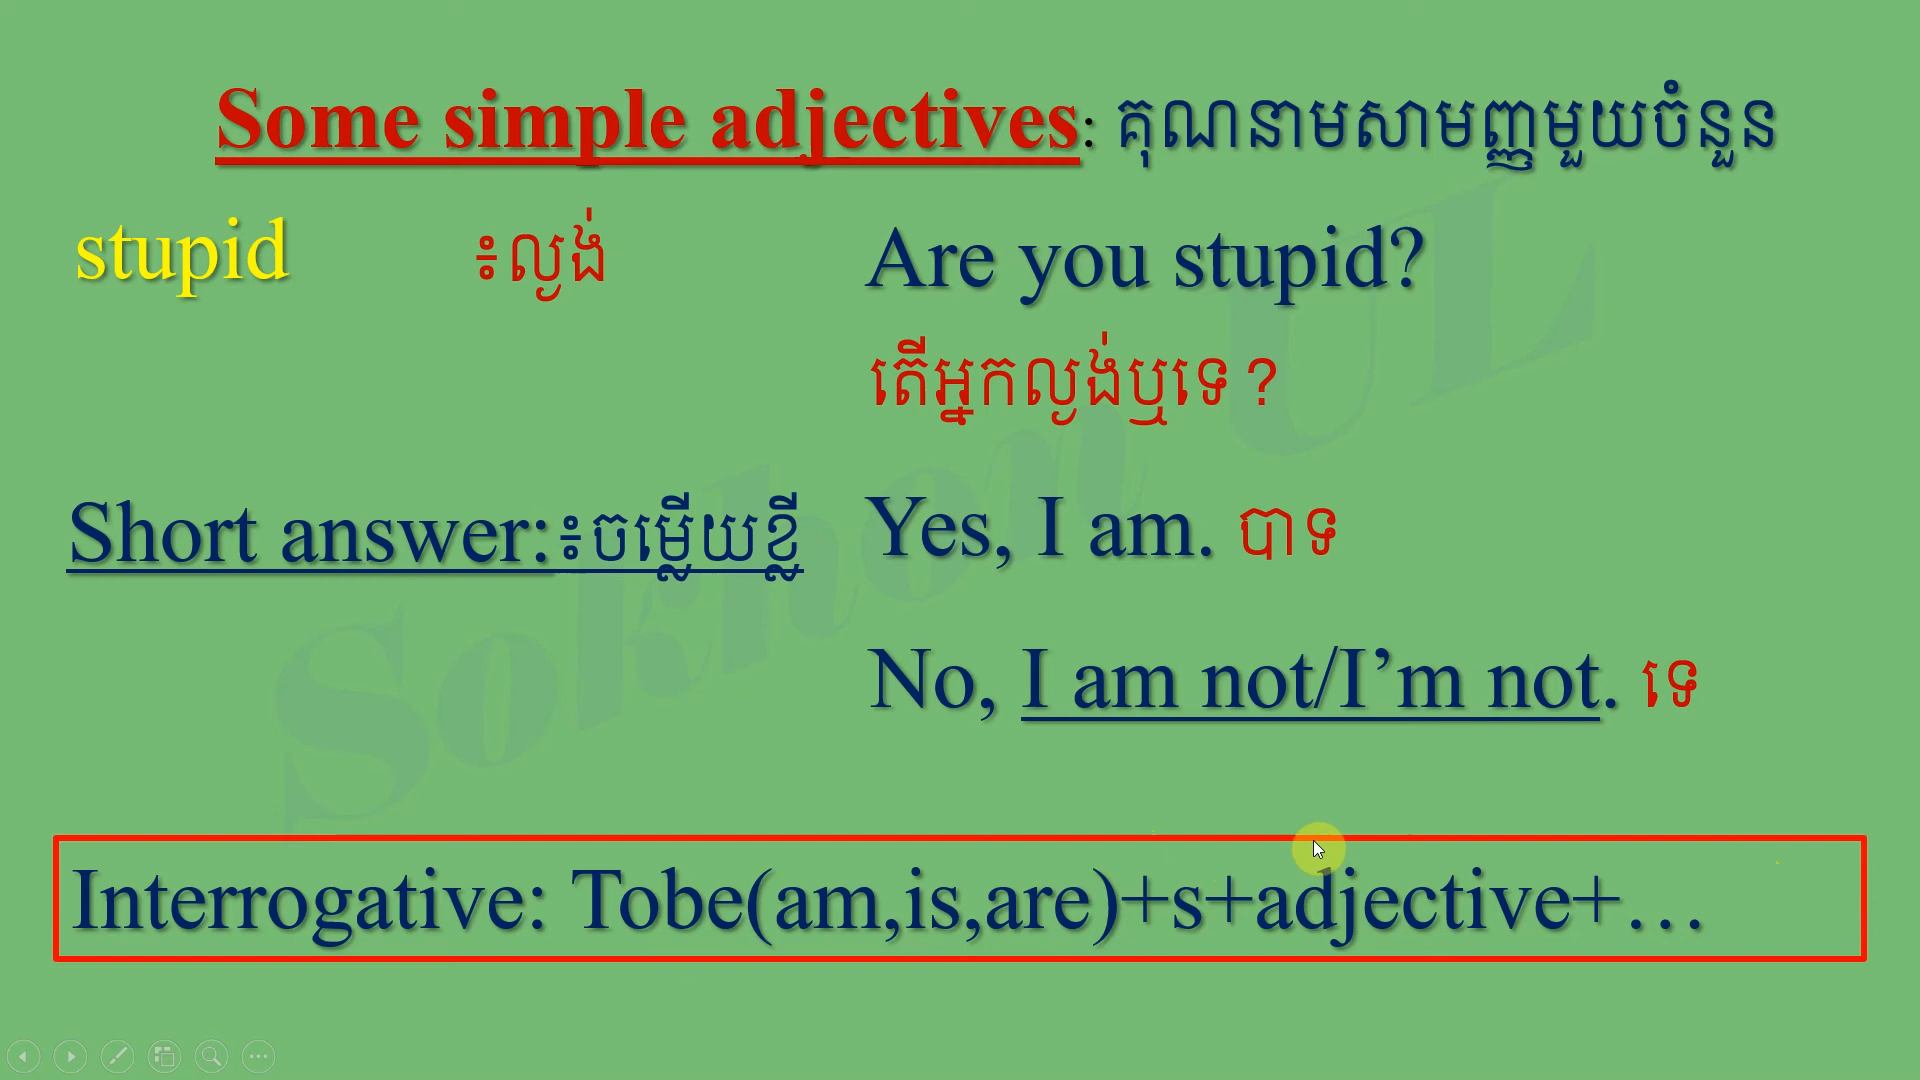 Some simple adjectives: គុណនាមសាមញ្ញមួយចំនួន
stupid ៖ល្ងង់ Are you stupid?
តើអ្នកល្ងង់ឬទេ ?
Short answer:៖ចម្លើយខ្លី Yes, I am. បាទ
No, I am not/I’m not. ទេ
Interrogative: Tobe(am,is,are)+s+adjective+…
Sokhon UL